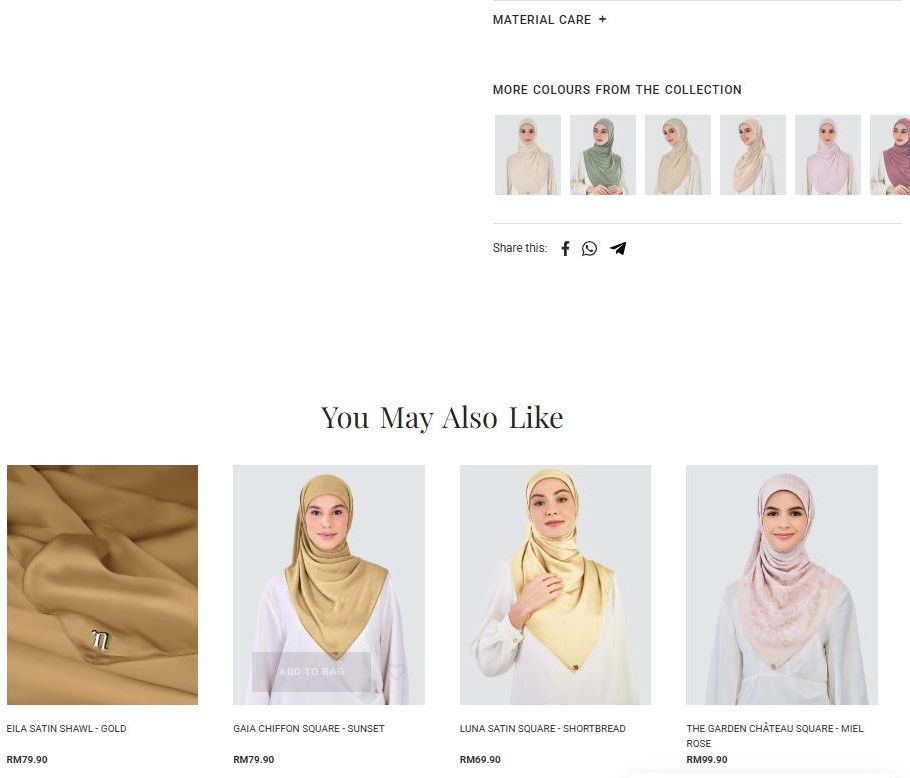 MATERIAL CARE +
MORE COLOURS FROM THE COLLECTION
Share this:
You May Also Like
n
ADD TO BAG
EILA SATIN SHAWL - GOLD
GAIA CHIFFON SQUARE - SUNSET
LUNA SATIN SQUARE - SHORTBREAD
THE GARDEN CHÂTEAU SQUARE - MIEL
ROSE
RM79.90
RM79.90
RM69.90
RM99.90